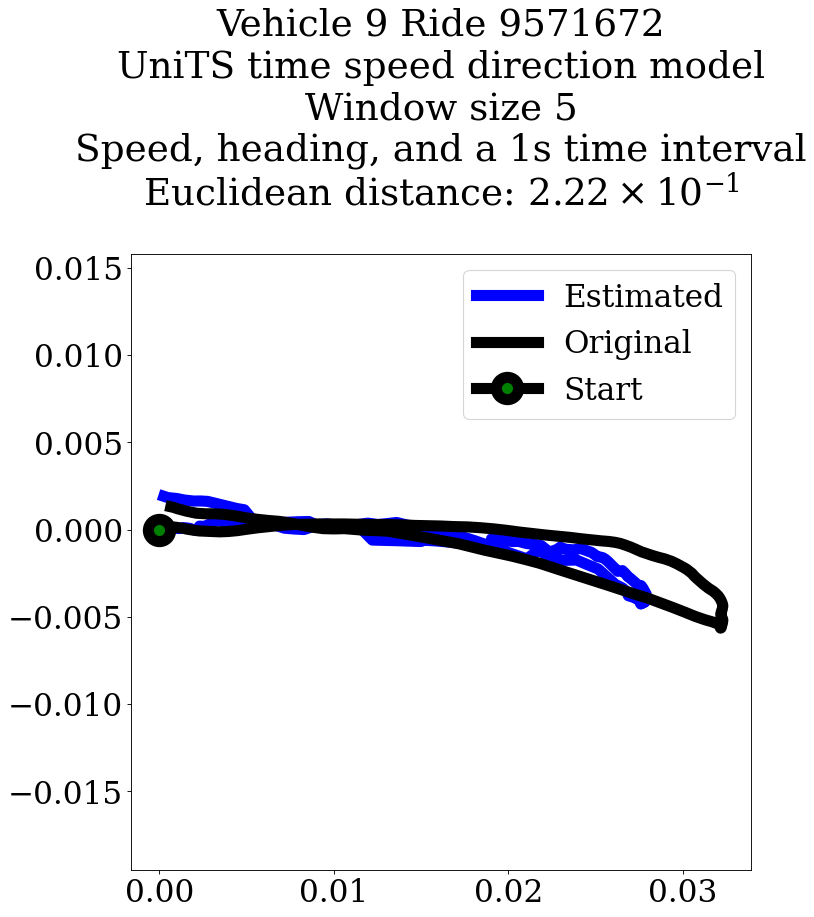 Vehicle 9 Ride 9571672
UniTS time speed direction model
Window size 5
Speed, heading, and a 1s time interval
Euclidean distance: 2.22 × 10⁻¹
Estimated
Original
Start
0.015
0.010
0.005
0.000
−0.005
−0.010
−0.015
0.00 0.01 0.02 0.03